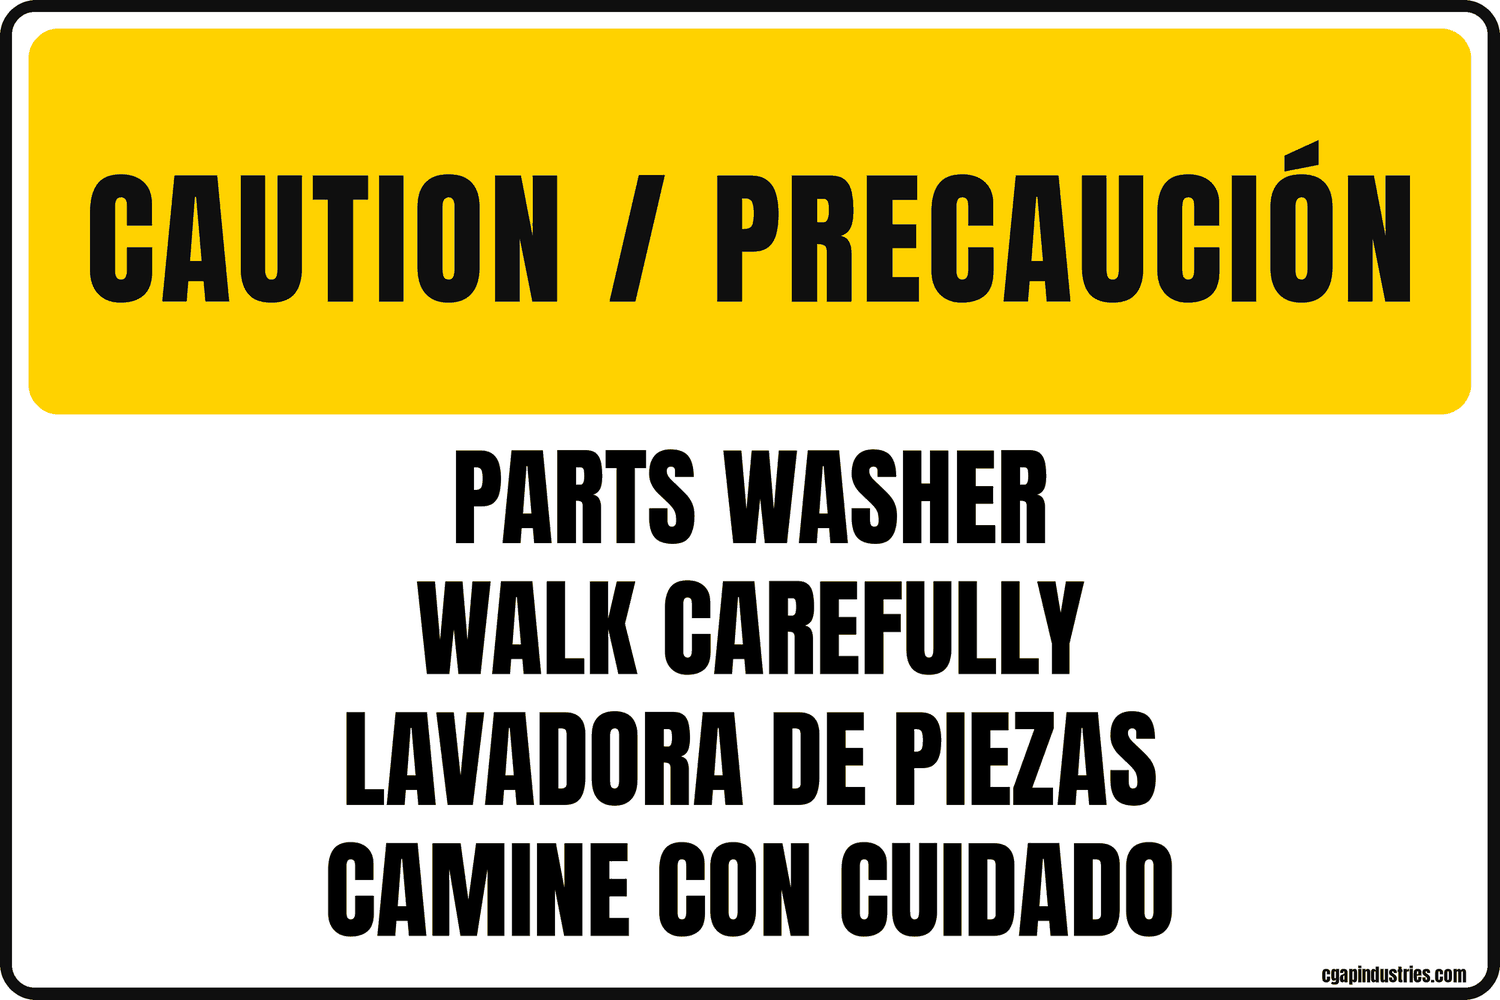 CAUTION / PRECAUCIÓN
PARTS WASHER
WALK CAREFULLY
LAVADORA DE PIEZAS
CAMINE CON CUIDADO
cgapindustries.com